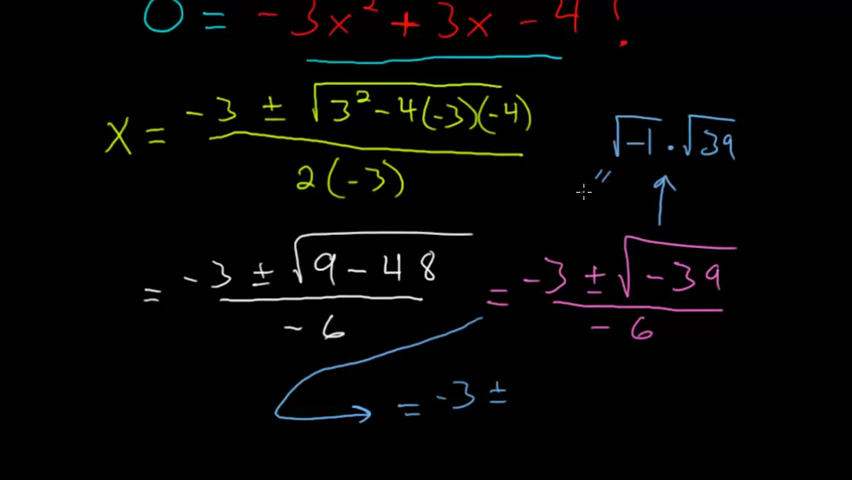 0 = -3x² + 3x - 4 !
x = (-3 ± √(3² - 4(-3)(-4))) / (2(-3))
√-1 · √39
"
= (-3 ± √(9 - 48)) / (-6) = (-3 ± √(-39)) / (-6)
= -3 ±